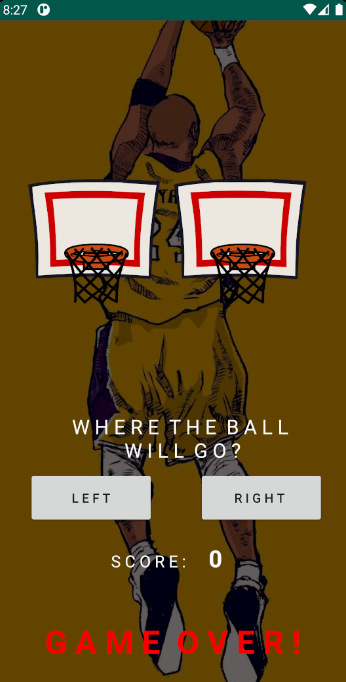 8:27
WHERE THE BALL
WILL GO?
LEFT RIGHT
SCORE: 0
GAME OVER!